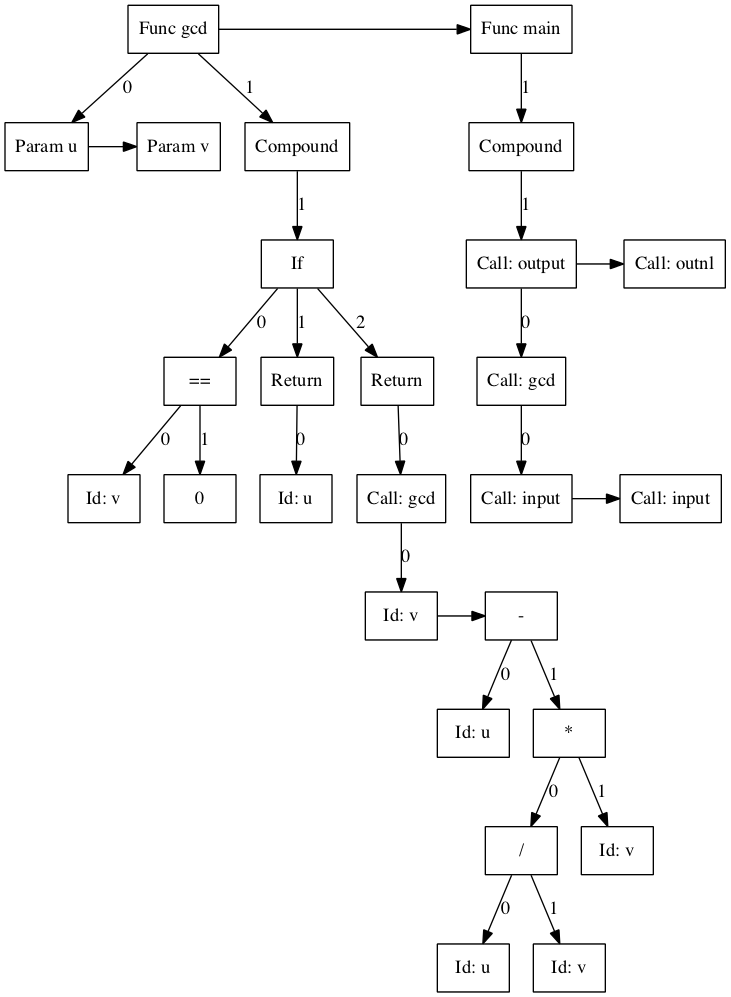 Func gcd
Func main
0
1
1
Param u
Param v
Compound
Compound
1
1
If
Call: output
Call: outnl
0
1
2
0
==
Return
Return
Call: gcd
0
1
0
0
0
Id: v
0
Id: u
Call: gcd
Call: input
Call: input
0
Id: v
-
0
1
Id: u
*
0
1
/
Id: v
0
1
Id: u
Id: v